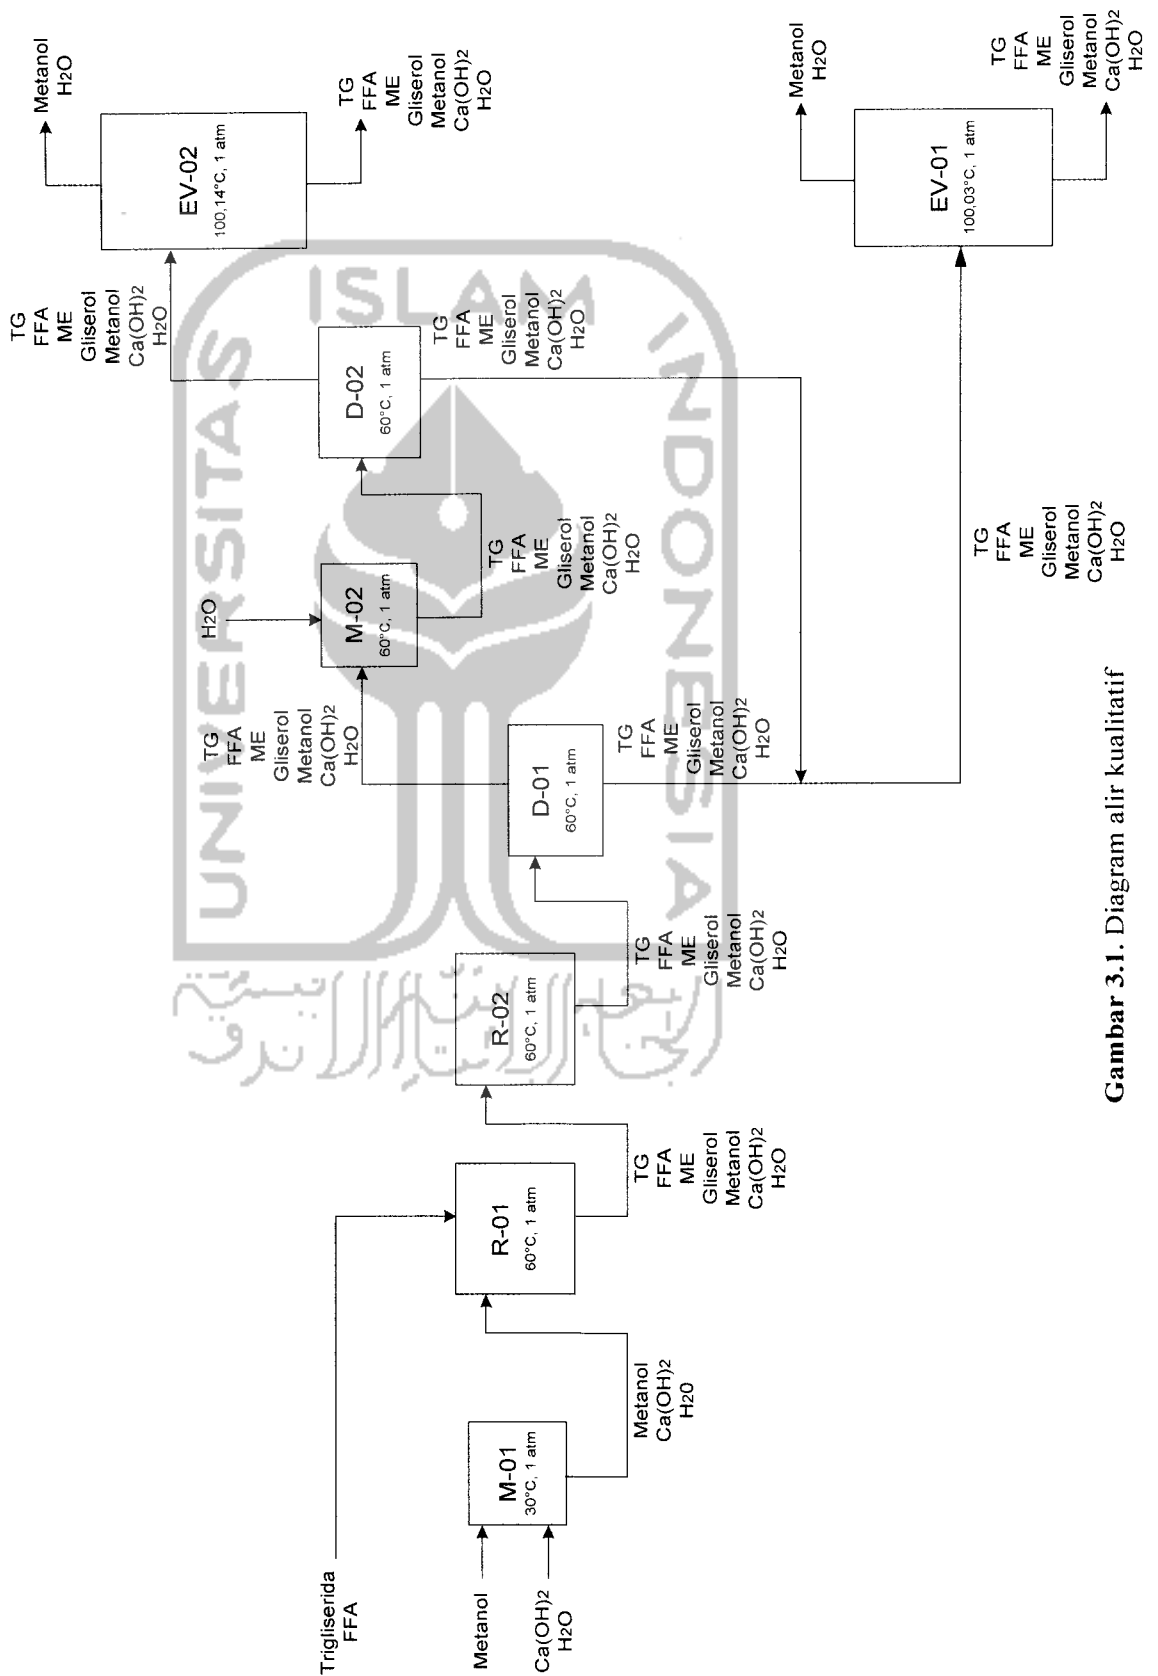 Trigliserida
FFA
Metanol
Ca(OH)2
H2O
M-01
30°C, 1 atm
Metanol
Ca(OH)2
H20
R-01
60°C, 1 atm
TG
FFA
ME
Gliserol
Metanol
Ca(OH)2
H2O
R-02
60°C, 1 atm
TG
FFA
ME
Gliserol
Metanol
Ca(OH)2
H2O
D-01
60°C, 1 atm
TG
FFA
ME
Gliserol
Metanol
Ca(OH)2
H2O
TG
FFA
ME
Gliserol
Metanol
Ca(OH)2
H2O
H2O
M-02
60°C, 1 atm
TG
FFA
ME
Gliserol
Metanol
Ca(OH)2
H2O
D-02
60°C, 1 atm
TG
FFA
ME
Gliserol
Metanol
Ca(OH)2
H2O
TG
FFA
ME
Gliserol
Metanol
Ca(OH)2
H2O
EV-02
100,14°C, 1 atm
Metanol
H2O
TG
FFA
ME
Gliserol
Metanol
Ca(OH)2
H2O
TG
FFA
ME
Gliserol
Metanol
Ca(OH)2
H2O
EV-01
100,03°C, 1 atm
Metanol
H2O
TG
FFA
ME
Gliserol
Metanol
Ca(OH)2
H2O
Gambar 3.1. Diagram alir kualitatif
UNIVERSITAS
ISLAM
INDONESIA